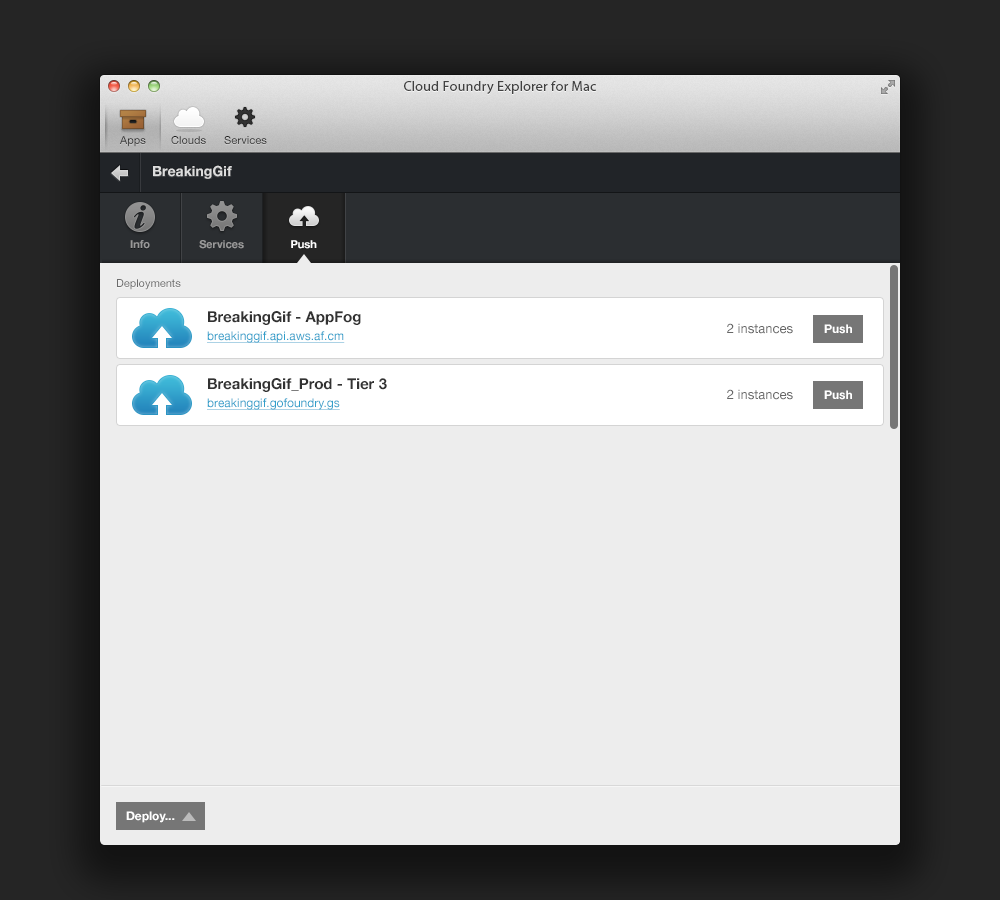 Cloud Foundry Explorer for Mac
Apps
Clouds
Services
BreakingGif
Info
Services
Push
Deployments
BreakingGif - AppFog
breakinggif.api.aws.af.cm
2 instances
Push
BreakingGif_Prod - Tier 3
breakinggif.gofoundry.gs
2 instances
Push
Deploy...